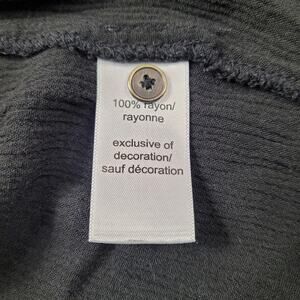 100% rayon/
rayonne
exclusive of
decoration/
sauf décoration